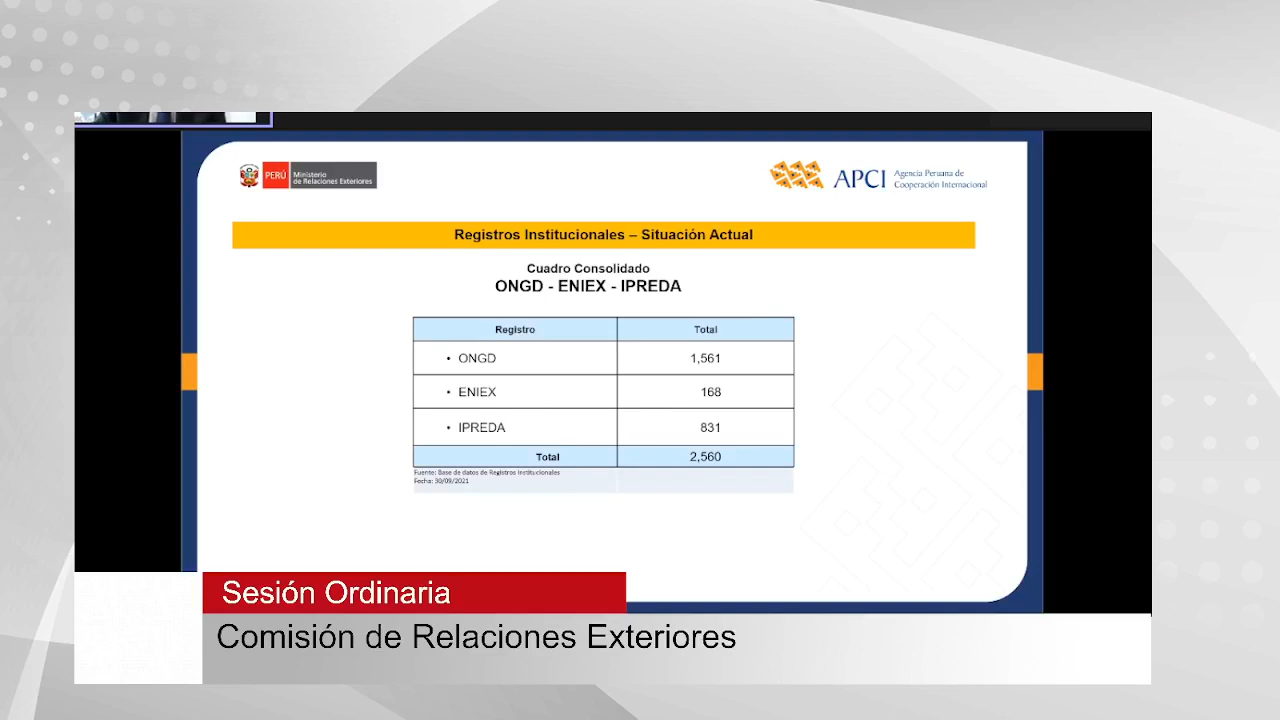 PERÚ
Ministerio
de Relaciones Exteriores
APCI
Agencia Peruana de
Cooperación Internacional
Registros Institucionales – Situación Actual
Cuadro Consolidado
ONGD - ENIEX - IPREDA
Registro Total
• ONGD 1,561
• ENIEX 168
• IPREDA 831
Total 2,560
Fuente: Base de datos de Registros Institucionales
Fecha: 30/09/2021
Sesión Ordinaria
Comisión de Relaciones Exteriores